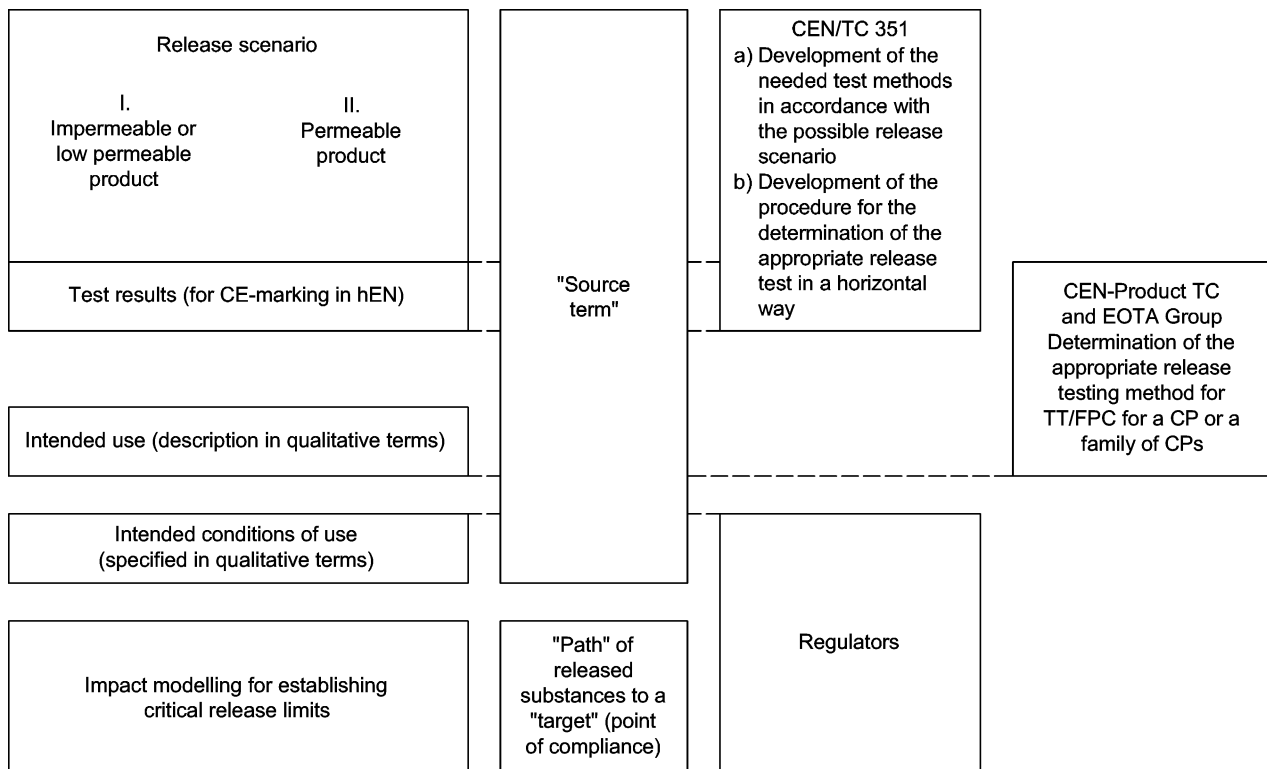 Release scenario
I.
Impermeable or
low permeable
product
II.
Permeable
product
Test results (for CE-marking in hEN)
Intended use (description in qualitative terms)
Intended conditions of use
(specified in qualitative terms)
Impact modelling for establishing
critical release limits
"Source
term"
"Path" of
released
substances to a
"target" (point
of compliance)
CEN/TC 351
a) Development of the
needed test methods
in accordance with
the possible release
scenario
b) Development of the
procedure for the
determination of the
appropriate release
test in a horizontal
way
Regulators
CEN-Product TC
and EOTA Group
Determination of the
appropriate release
testing method for
TT/FPC for a CP or a
family of CPs